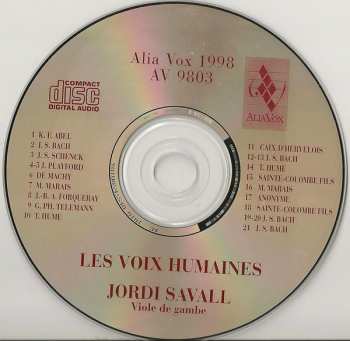 Alia Vox 1998
AV 9803
COMPACT
disc
DIGITAL AUDIO
ALIAVOX
1 K. F. ABEL
2 J. S. BACH
3 J. S. SCHENCK
4-5 J. PLAYFORD
6 DE MACHY
7 M. MARAIS
8 J.-B. A. FORQUERAY
9 G. PH. TELEMANN
10 T. HUME
11 CAIX D'HERVELOIS
12-13 J. S. BACH
14 T. HUME
15 SAINTE-COLOMBE FILS
16 M. MARAIS
17 ANONYME
18 SAINTE-COLOMBE FILS
19-20 J. S. BACH
21 J. S. BACH
LES VOIX HUMAINES
JORDI SAVALL
Viole de gambe